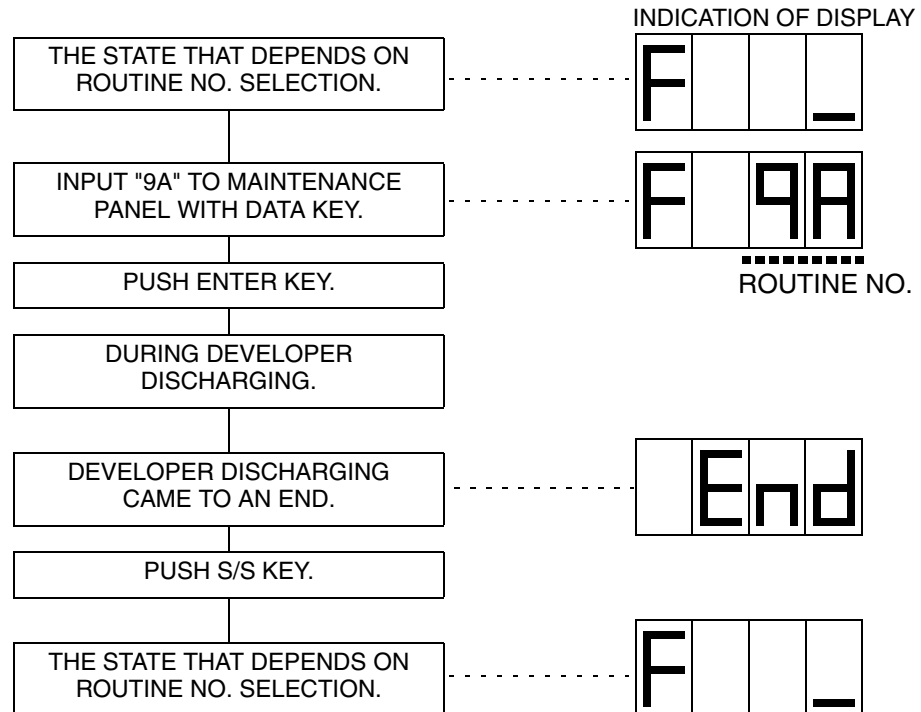 INDICATION OF DISPLAY
THE STATE THAT DEPENDS ON
ROUTINE NO. SELECTION.
F _
INPUT "9A" TO MAINTENANCE
PANEL WITH DATA KEY.
F 9A
ROUTINE NO.
PUSH ENTER KEY.
DURING DEVELOPER
DISCHARGING.
DEVELOPER DISCHARGING
CAME TO AN END.
End
PUSH S/S KEY.
THE STATE THAT DEPENDS ON
ROUTINE NO. SELECTION.
F _